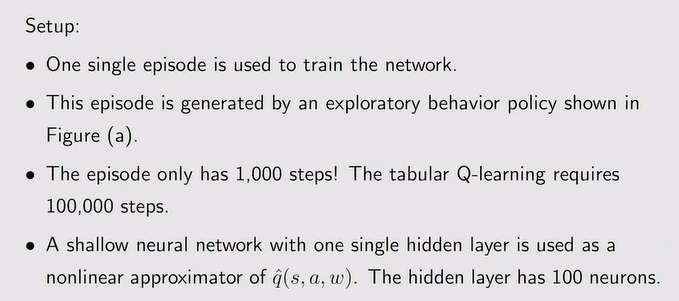 Setup:
• One single episode is used to train the network.
• This episode is generated by an exploratory behavior policy shown in
Figure (a).
• The episode only has 1,000 steps! The tabular Q-learning requires
100,000 steps.
• A shallow neural network with one single hidden layer is used as a
nonlinear approximator of q̂(s, a, w). The hidden layer has 100 neurons.